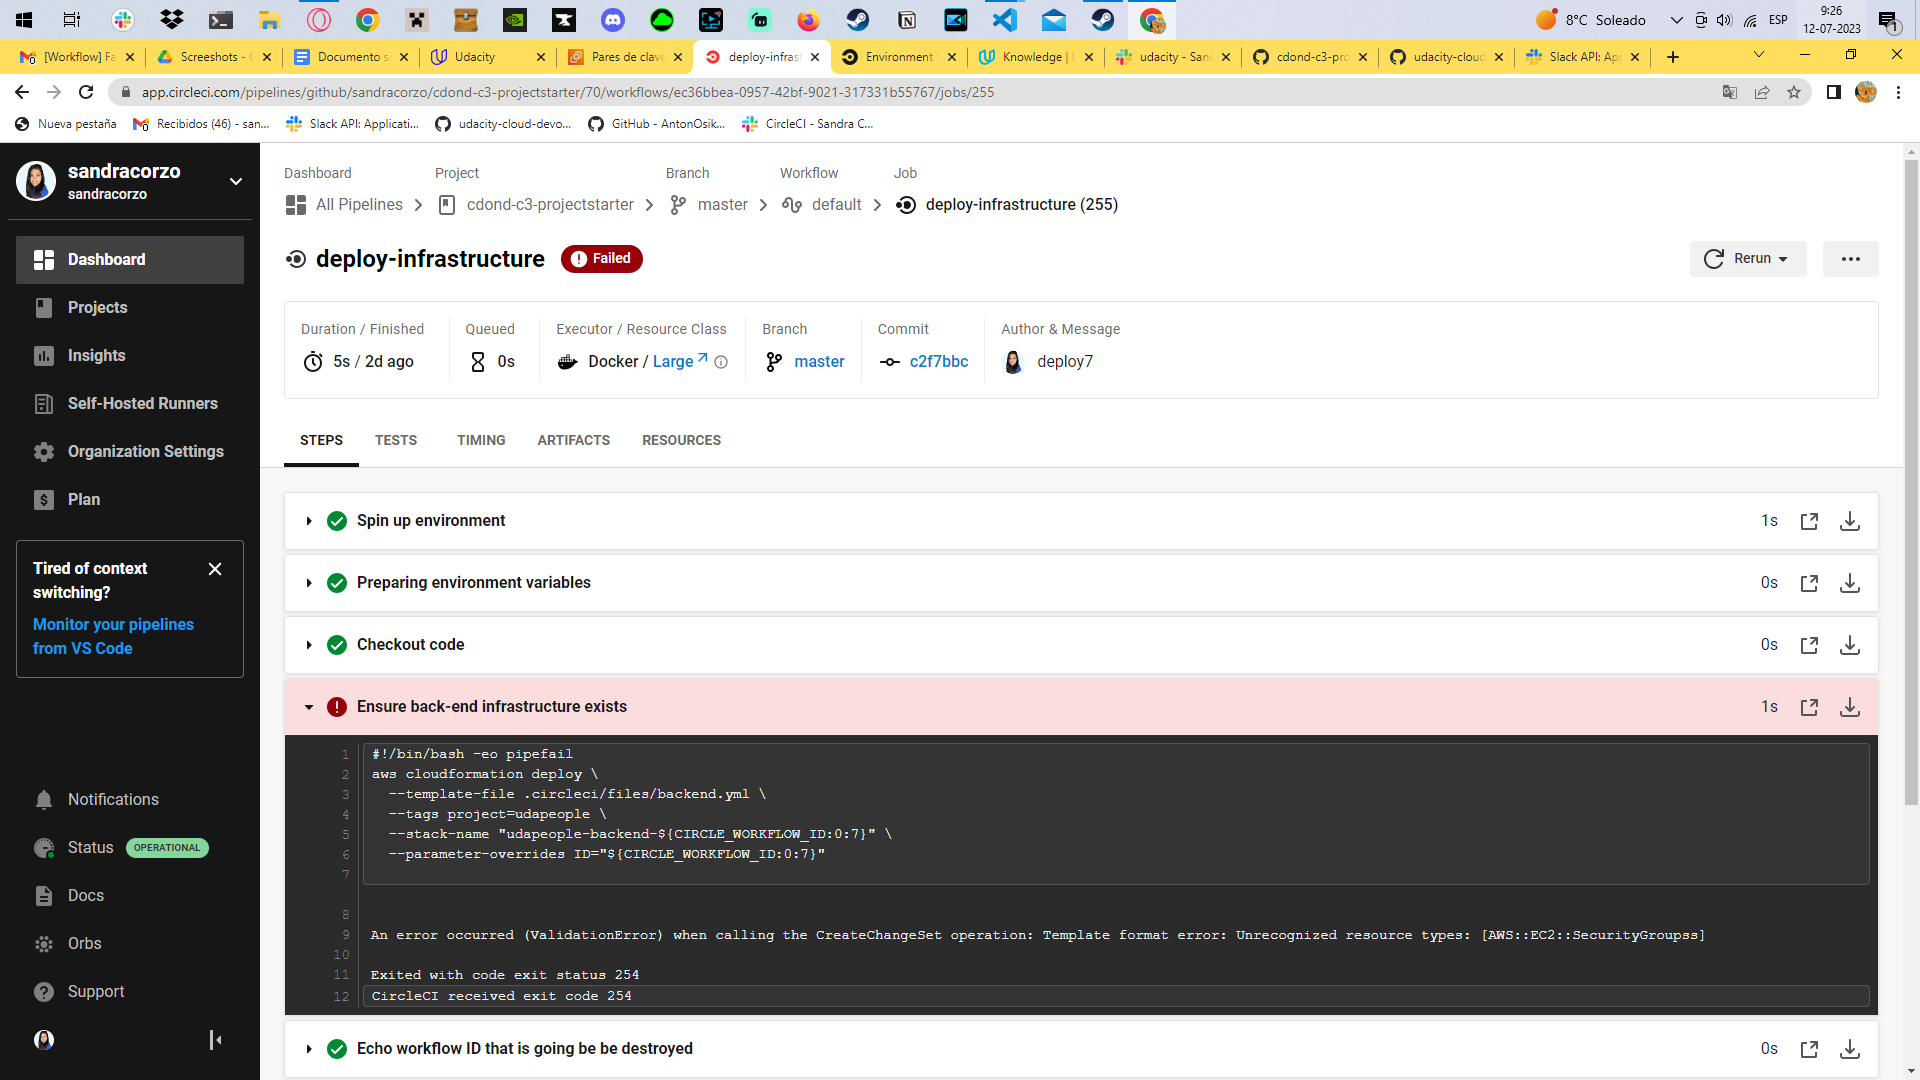 8°C Soleado
ESP
9:26
12-07-2023
1
[Workflow] Fa
Screeshots -
Documento s
Udacity
Pares de clave
deploy-infrast
Environment
Knowledge |
udacity - San
cdond-c3-pro
udacity-cloud
Slack API: App
app.circleci.com/pipelines/github/sandracorzo/cdond-c3-projectstarter/70/workflows/ec36bbea-0957-42bf-9021-317331b55767/jobs/255
Nueva pestaña
Recibidos (46) - san...
Slack API: Applicati...
udacity-cloud-devo...
GitHub - AntonOsik...
CircleCI - Sandra C...
sandracorzo
sandracorzo
Dashboard
Projects
Insights
Self-Hosted Runners
Organization Settings
Plan
Tired of context
switching?
Monitor your pipelines
from VS Code
Notifications
Status OPERATIONAL
Docs
Orbs
Support
Dashboard Project Branch Workflow Job
All Pipelines cdond-c3-projectstarter master default deploy-infrastructure (255)
deploy-infrastructure Failed
Rerun
Duration / Finished
5s / 2d ago
Queued
0s
Executor / Resource Class
Docker / Large
Branch
master
Commit
c2f7bbc
Author & Message
deploy7
STEPS TESTS TIMING ARTIFACTS RESOURCES
Spin up environment 1s
Preparing environment variables 0s
Checkout code 0s
Ensure back-end infrastructure exists 1s
1 #!/bin/bash -eo pipefail
2 aws cloudformation deploy \
3 --template-file .circleci/files/backend.yml \
4 --tags project=udapeople \
5 --stack-name "udapeople-backend-${CIRCLE_WORKFLOW_ID:0:7}" \
6 --parameter-overrides ID="${CIRCLE_WORKFLOW_ID:0:7}"
7
8
9 An error occurred (ValidationError) when calling the CreateChangeSet operation: Template format error: Unrecognized resource types: [AWS::EC2::SecurityGroupss]
10
11 Exited with code exit status 254
12 CircleCI received exit code 254
Echo workflow ID that is going be be destroyed 0s